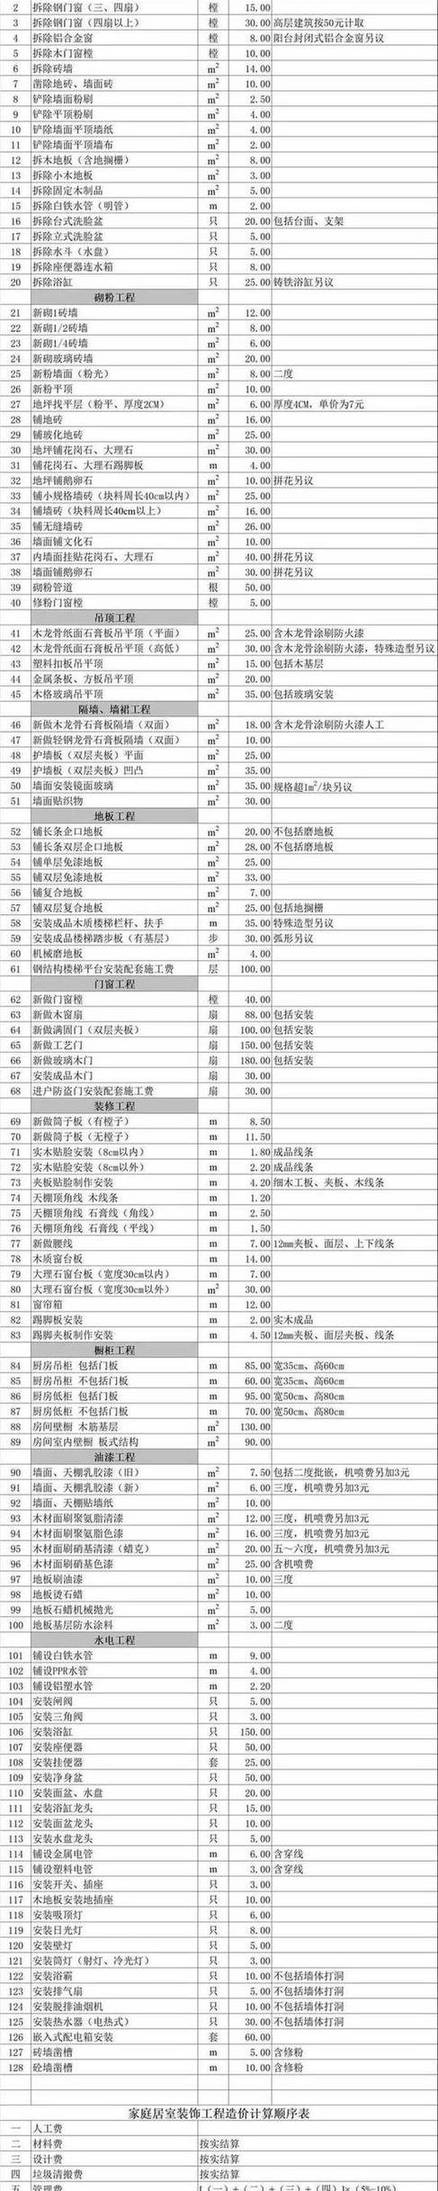 2 拆除钢门窗（三、四扇） 樘 15.00
3 拆除钢门窗（四扇以上） 樘 30.00 高层建筑按50元计取
4 拆除铝合金窗 樘 8.00 阳台封闭式铝合金窗另议
5 拆除木门窗樘 樘 10.00
6 拆除砖墙 m² 14.00
7 凿除地砖、墙面砖 m² 10.00
8 铲除墙面粉刷 m² 2.50
9 铲除平顶粉刷 m² 4.00
10 铲除墙面平顶墙纸 m² 4.00
11 铲除墙面平顶墙布 m² 2.00
12 拆木地板（含地搁栅） m² 8.00
13 拆除小木地板 m² 3.00
14 拆除固定木制品 m² 5.00
15 拆除白铁水管（明管） m 2.00
16 拆除台式洗脸盆 只 20.00 包括台面、支架
17 拆除立式洗脸盆 只 5.00
18 拆除水斗（水盘） 只 5.00
19 拆除座便器连水箱 只 8.00
20 拆除浴缸 只 25.00 铸铁浴缸另议
砌粉工程
21 新砌1砖墙 m² 12.00
22 新砌1/2砖墙 m² 8.00
23 新砌1/4砖墙 m² 6.00
24 新砌玻璃砖墙 m² 20.00
25 新粉墙面（粉光） m² 8.00 二度
26 新粉平顶 m² 10.00
27 地坪找平层（粉平、厚度2CM） m² 6.00 厚度4CM，单价为7元
28 铺地砖 m² 16.00
29 铺玻化地砖 m² 25.00
30 地坪铺花岗石、大理石 m² 30.00
31 铺花岗石、大理石踢脚板 m 4.00
32 地坪铺鹅卵石 m² 10.00 拼花另议
33 铺小规格墙砖（块料周长40cm以内） m² 25.00
34 铺墙砖（块料周长40cm以上） m² 16.00
35 铺无缝墙砖 m² 26.00
36 墙面铺文化石 m² 10.00
37 内墙面挂贴花岗石、大理石 m² 40.00 拼花另议
38 墙面铺鹅卵石 m² 30.00 拼花另议
39 砌粉管道 根 50.00
40 修粉门窗樘 樘 5.00
吊顶工程
41 木龙骨纸面石膏板吊平顶（平面） m² 25.00 含木龙骨涂刷防火漆
42 木龙骨纸面石膏板吊平顶（高低） m² 30.00 含木龙骨涂刷防火漆，特殊造型另议
43 塑料扣板吊平顶 m² 15.00 包括木基层
44 金属条板、方板吊平顶 m² 20.00
45 木格玻璃吊平顶 m² 35.00 包括玻璃安装
隔墙、墙裙工程
46 新做木龙骨石膏板隔墙（双面） m² 18.00 含木龙骨涂刷防火漆人工
47 新做轻钢龙骨石膏板隔墙（双面） m² 10.00
48 护墙板（双层夹板）平面 m² 25.00
49 护墙板（双层夹板）凹凸 m² 35.00
50 墙面安装镜面玻璃 m² 35.00 规格超1m²/块另议
51 墙面贴织物 m² 30.00
地板工程
52 铺长条企口地板 m² 20.00 不包括磨地板
53 铺长条双层企口地板 m² 28.00 不包括磨地板
54 铺单层免漆地板 m² 25.00
55 铺双层免漆地板 m² 33.00
56 铺复合地板 m² 7.00
57 铺双层复合地板 m² 25.00 包括地搁栅
58 安装成品木质楼梯栏杆、扶手 m 35.00 特殊造型另议
59 安装成品楼梯踏步板（有基层） 步 30.00 弧形另议
60 机械磨地板 m² 4.00
61 钢结构楼梯平台安装配套施工费 层 100.00
门窗工程
62 新做门窗樘 樘 40.00
63 新做木窗扇 扇 88.00 包括安装
64 新做满固门（双层夹板） 扇 100.00 包括安装
65 新做工艺门 扇 150.00 包括安装
66 新做玻璃木门 扇 180.00 包括安装
67 安装成品木门 扇 30.00
68 进户防盗门安装配套施工费 扇 30.00
装修工程
69 新做筒子板（有樘子） m 8.50
70 新做筒子板（无樘子） m 11.50
71 实木贴脸安装（8cm以内） m 1.80 成品线条
72 实木贴脸安装（8cm以外） m 2.20 成品线条
73 夹板贴脸制作安装 m 4.20 细木工板、夹板、木线条
74 天棚顶角线 木线条 m 1.20
75 天棚顶角线 石膏线（角线） m 2.50
76 天棚顶角线 石膏线（平线） m 1.50
77 新做腰线 m 7.00 12mm夹板、面层、上下线条
78 木质窗台板 m 14.00
79 大理石窗台板（宽度30cm以内） m 7.00
80 大理石窗台板（宽度30cm以外） m² 30.00
81 窗帘箱 m 12.00
82 踢脚板安装 m 2.00 实木成品
83 踢脚夹板制作安装 m 4.50 12mm夹板、面层夹板、线条
橱柜工程
84 厨房吊柜 包括门板 m 85.00 宽35cm、高60cm
85 厨房吊柜 不包括门板 m 60.00 宽35cm、高60cm
86 厨房低柜 包括门板 m 95.00 宽50cm、高80cm
87 厨房低柜 不包括门板 m 70.00 宽50cm、高80cm
88 房间壁橱 木筋基层 m² 130.00
89 房间室内壁橱 板式结构 m² 90.00
油漆工程
90 墙面、天棚乳胶漆（旧） m² 7.50 包括二度批嵌，机喷费另加3元
91 墙面、天棚乳胶漆（新） m² 6.00 三度，机喷费另加3元
92 墙面、天棚贴墙纸 m² 10.00
93 木材面刷聚氨脂清漆 m² 12.00 三度，机喷费另加3元
94 木材面刷聚氨脂色漆 m² 16.00 三度，机喷费另加3元
95 木材面刷硝基清漆（蜡克） m² 20.00 五～六度，机喷费另加3元
96 木材面刷硝基色漆 m² 25.00 含机喷费
97 地板刷油漆 m² 10.00 三度
98 地板烫石蜡 m² 10.00
99 地板石蜡机械抛光 m² 5.00
100 地板基层防水涂料 m² 3.00 二度
水电工程
101 铺设白铁水管 m 9.00
102 铺设PPR水管 m 4.00
103 铺设铝塑水管 m 2.20
104 安装闸阀 只 5.00
105 安装三角阀 只 3.00
106 安装浴缸 只 150.00
107 安装座便器 只 50.00
108 安装挂便器 套 25.00
109 安装净身盆 只 50.00
110 安装面盆、水盘 只 20.00
111 安装浴缸龙头 只 15.00
112 安装面盆龙头 只 10.00
113 安装水盘龙头 只 5.00
114 铺设金属电管 m 6.00 含穿线
115 铺设塑料电管 m 3.00 含穿线
116 安装开关、插座 只 3.00
117 木地板安装地插座 只 10.00
118 安装吸顶灯 只 6.00
119 安装日光灯 只 8.00
120 安装壁灯 只 5.00
121 安装筒灯（射灯、冷光灯） 只 3.00
122 安装浴霸 只 10.00 不包括墙体打洞
123 安装排气扇 只 5.00 不包括墙体打洞
124 安装脱排油烟机 只 10.00 不包括墙体打洞
125 安装热水器（电热式） 只 30.00 不包括墙体打洞
126 嵌入式配电箱安装 套 60.00
127 砖墙凿槽 m 5.00 含修粉
128 砼墙凿槽 m 10.00 含修粉
家庭居室装饰工程造价计算顺序表
一 人工费
二 材料费 按实结算
三 设计费 按实结算
四 垃圾清搬费 按实结算
五 管理费 [（一）+（二）+（三）+（四）]×（5%-10%）